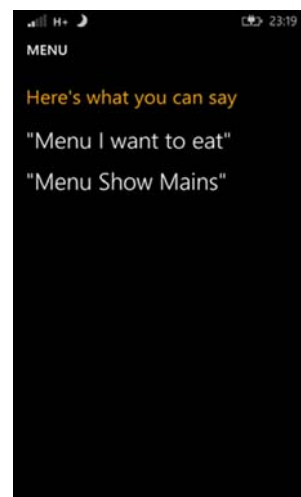 H+ 23:19
MENU
Here's what you can say
"Menu I want to eat"
"Menu Show Mains"